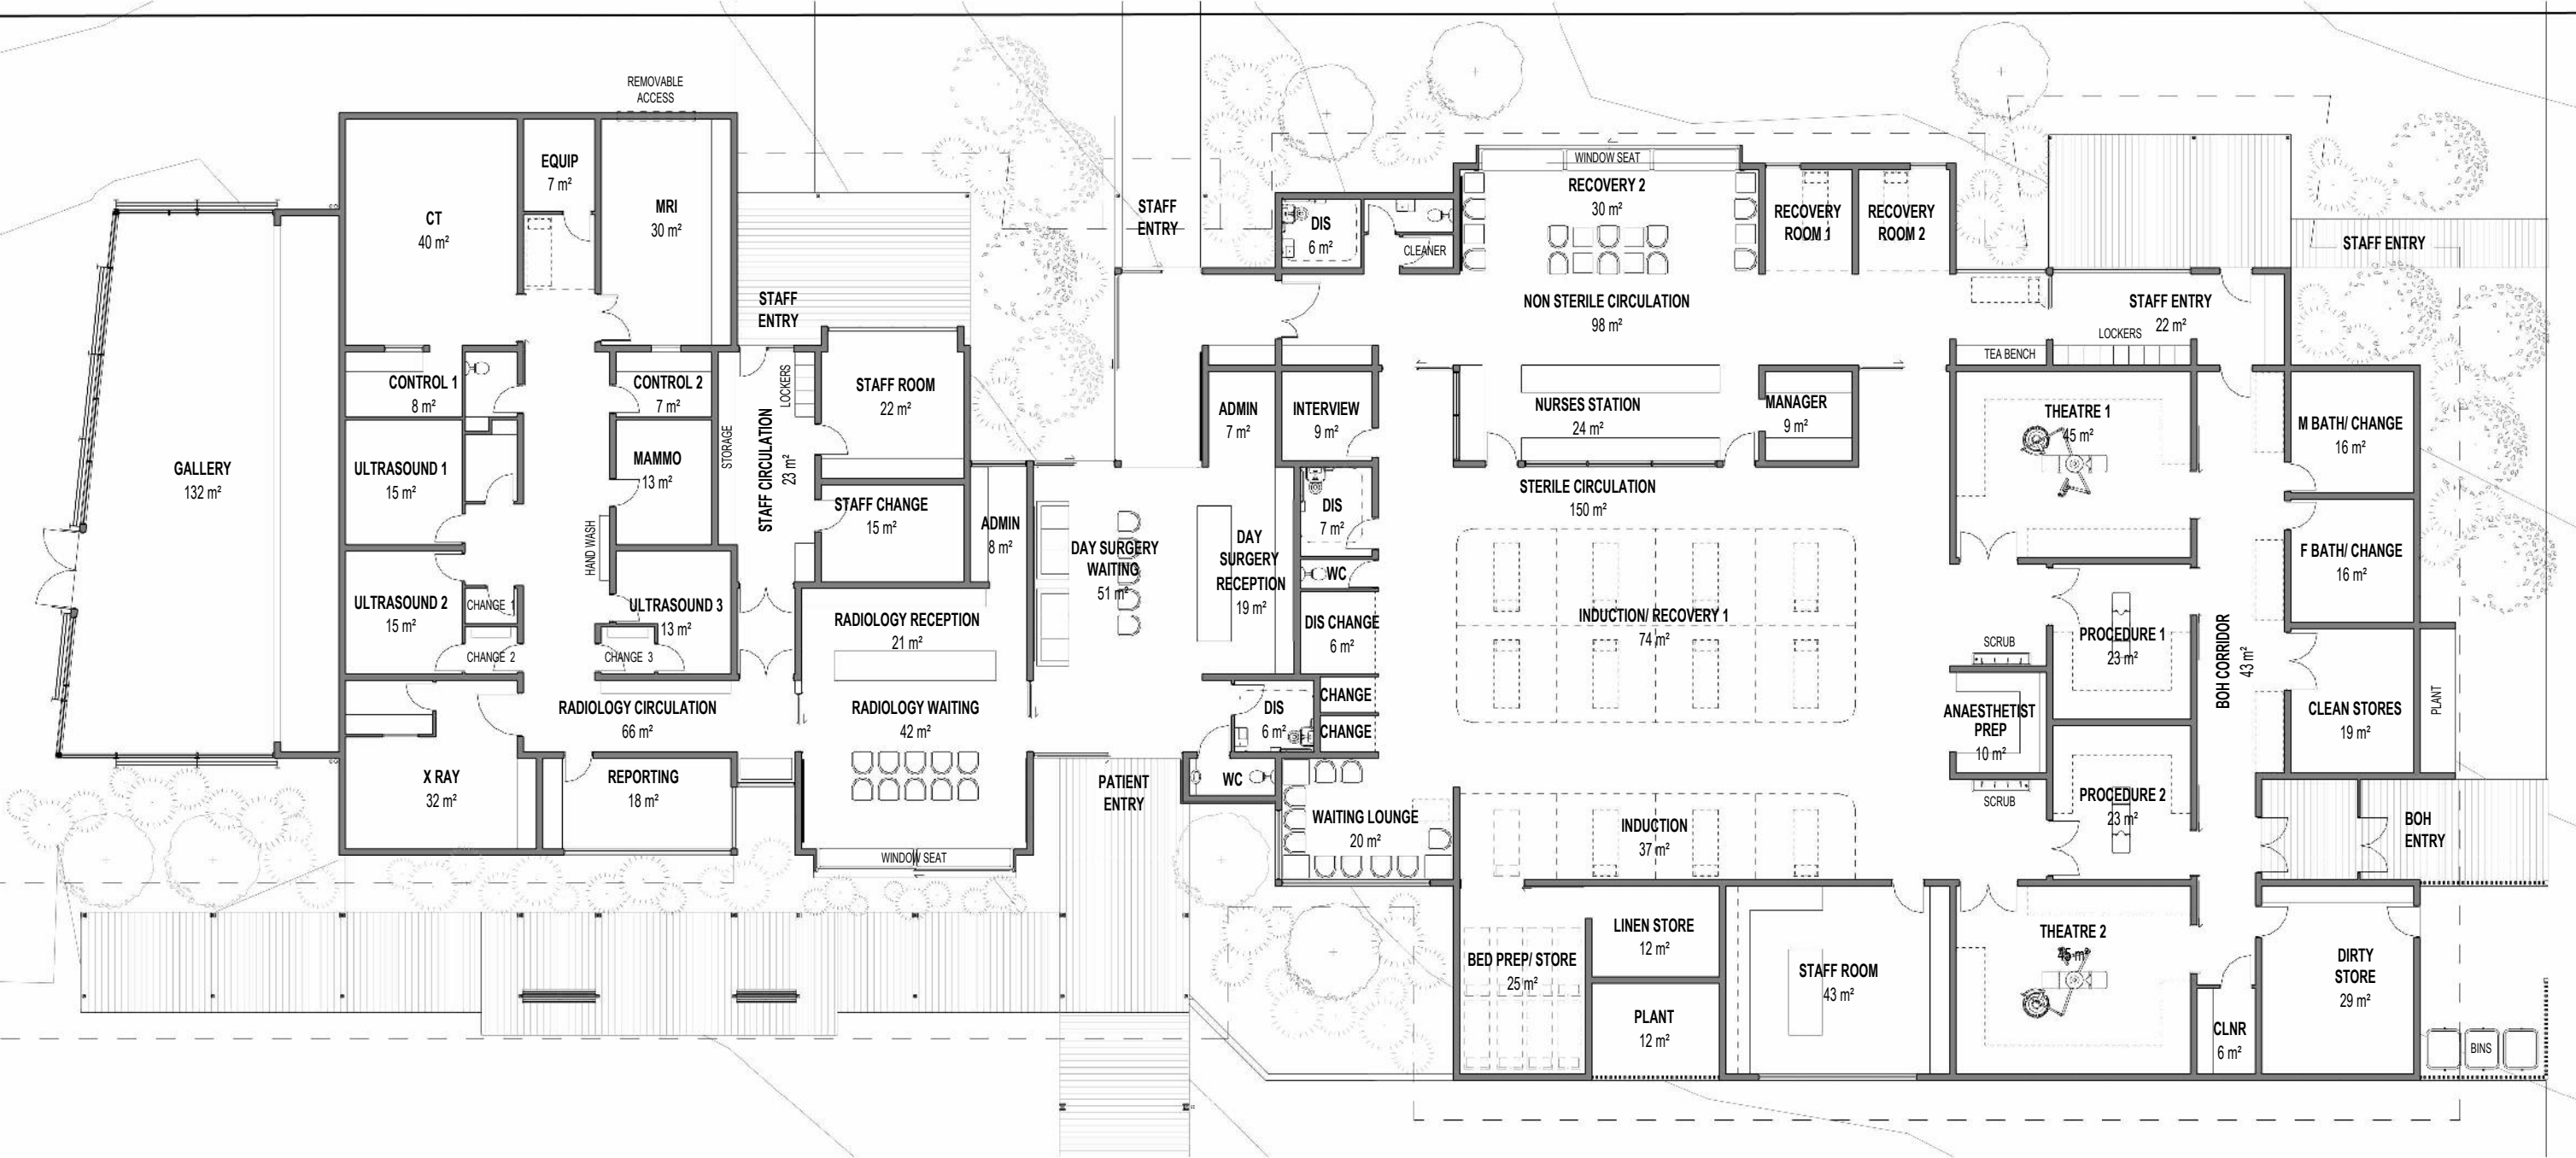 REMOVABLE
ACCESS
EQUIP
7 m²
CT
40 m²
MRI
30 m²
STAFF
ENTRY
CONTROL 1
8 m²
CONTROL 2
7 m²
LOCKERS
STAFF ROOM
22 m²
GALLERY
132 m²
ULTRASOUND 1
15 m²
MAMMO
13 m²
STORAGE
STAFF CIRCULATION
23 m²
STAFF CHANGE
15 m²
ADMIN
8 m²
HAND WASH
ULTRASOUND 2
15 m²
CHANGE 1
CHANGE 2
ULTRASOUND 3
13 m²
CHANGE 3
RADIOLOGY RECEPTION
21 m²
RADIOLOGY CIRCULATION
66 m²
RADIOLOGY WAITING
42 m²
X RAY
32 m²
REPORTING
18 m²
WINDOW SEAT
STAFF
ENTRY
DAY SURGERY
WAITING
51 m²
PATIENT
ENTRY
ADMIN
7 m²
INTERVIEW
9 m²
DAY
SURGERY
RECEPTION
19 m²
DIS
6 m²
CLEANER
DIS
7 m²
WC
DIS CHANGE
6 m²
CHANGE
CHANGE
DIS
6 m²
WC
WAITING LOUNGE
20 m²
WINDOW SEAT
RECOVERY 2
30 m²
RECOVERY
ROOM 1
RECOVERY
ROOM 2
NON STERILE CIRCULATION
98 m²
NURSES STATION
24 m²
MANAGER
9 m²
STERILE CIRCULATION
150 m²
INDUCTION/ RECOVERY 1
74 m²
INDUCTION
37 m²
BED PREP/ STORE
25 m²
LINEN STORE
12 m²
PLANT
12 m²
STAFF ROOM
43 m²
STAFF ENTRY
STAFF ENTRY
22 m²
LOCKERS
TEA BENCH
THEATRE 1
45 m²
M BATH/ CHANGE
16 m²
F BATH/ CHANGE
16 m²
SCRUB
PROCEDURE 1
23 m²
BOH CORRIDOR
43 m²
ANAESTHETIST
PREP
10 m²
CLEAN STORES
19 m²
PLANT
SCRUB
PROCEDURE 2
23 m²
BOH
ENTRY
THEATRE 2
45 m²
CLNR
6 m²
DIRTY
STORE
29 m²
BINS